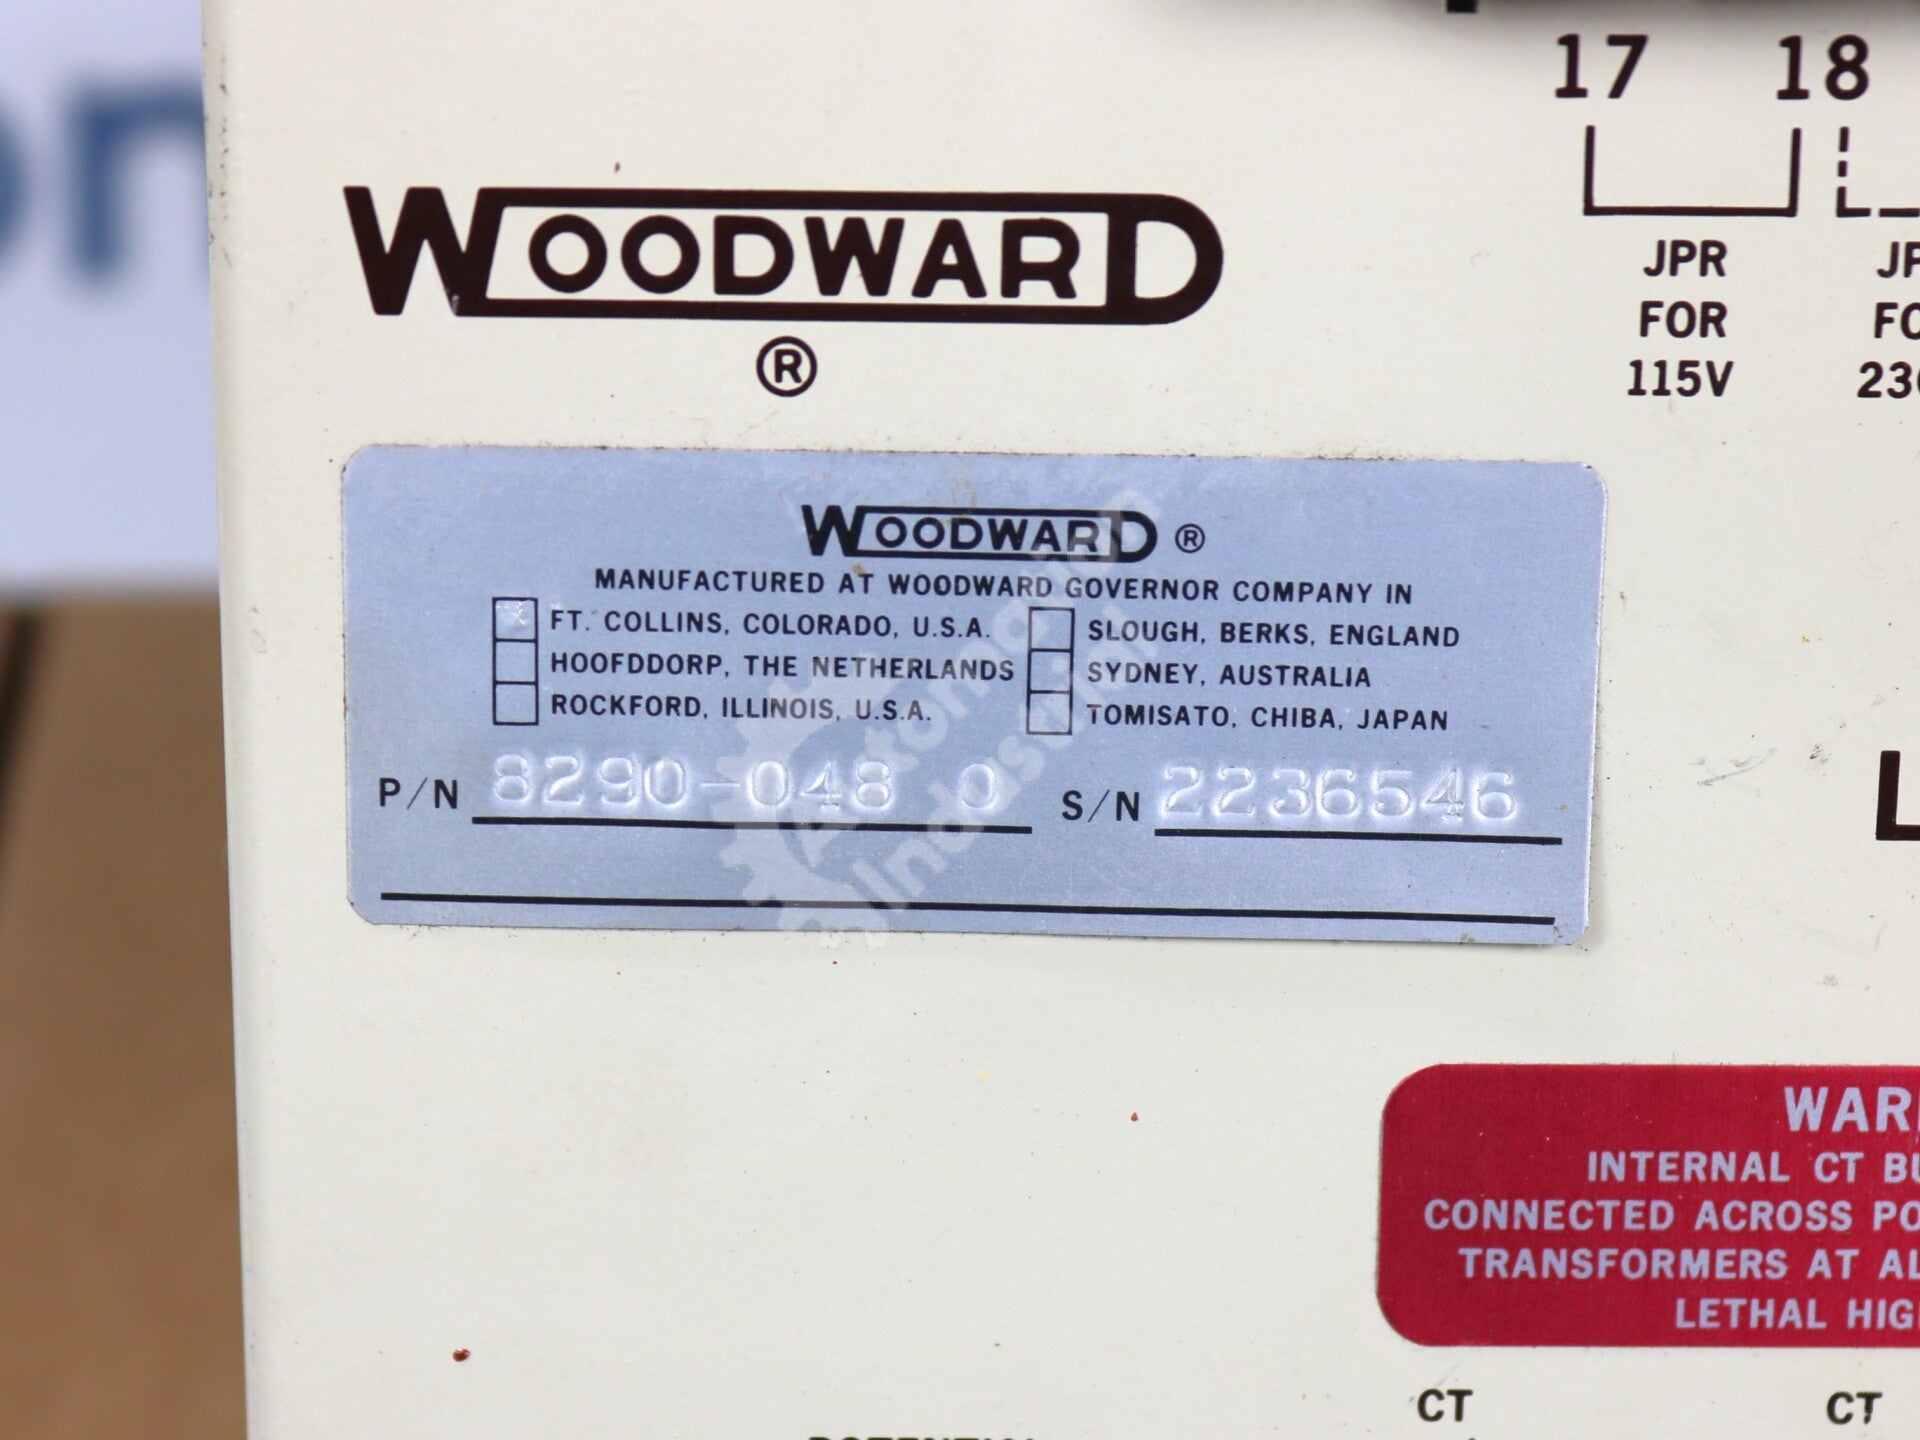 17 18
JPR
FOR
115V
WOODWARD
®
WOODWARD ®
MANUFACTURED AT WOODWARD GOVERNOR COMPANY IN
FT. COLLINS, COLORADO, U.S.A.
SLOUGH, BERKS, ENGLAND
HOOFDDORP, THE NETHERLANDS
SYDNEY, AUSTRALIA
ROCKFORD, ILLINOIS, U.S.A.
TOMISATO, CHIBA, JAPAN
P/N 8290-048 0 S/N 2236546
Automation
Industrial
INTERNAL CT
CONNECTED ACROSS
TRANSFORMERS AT
LETHAL
CT CT